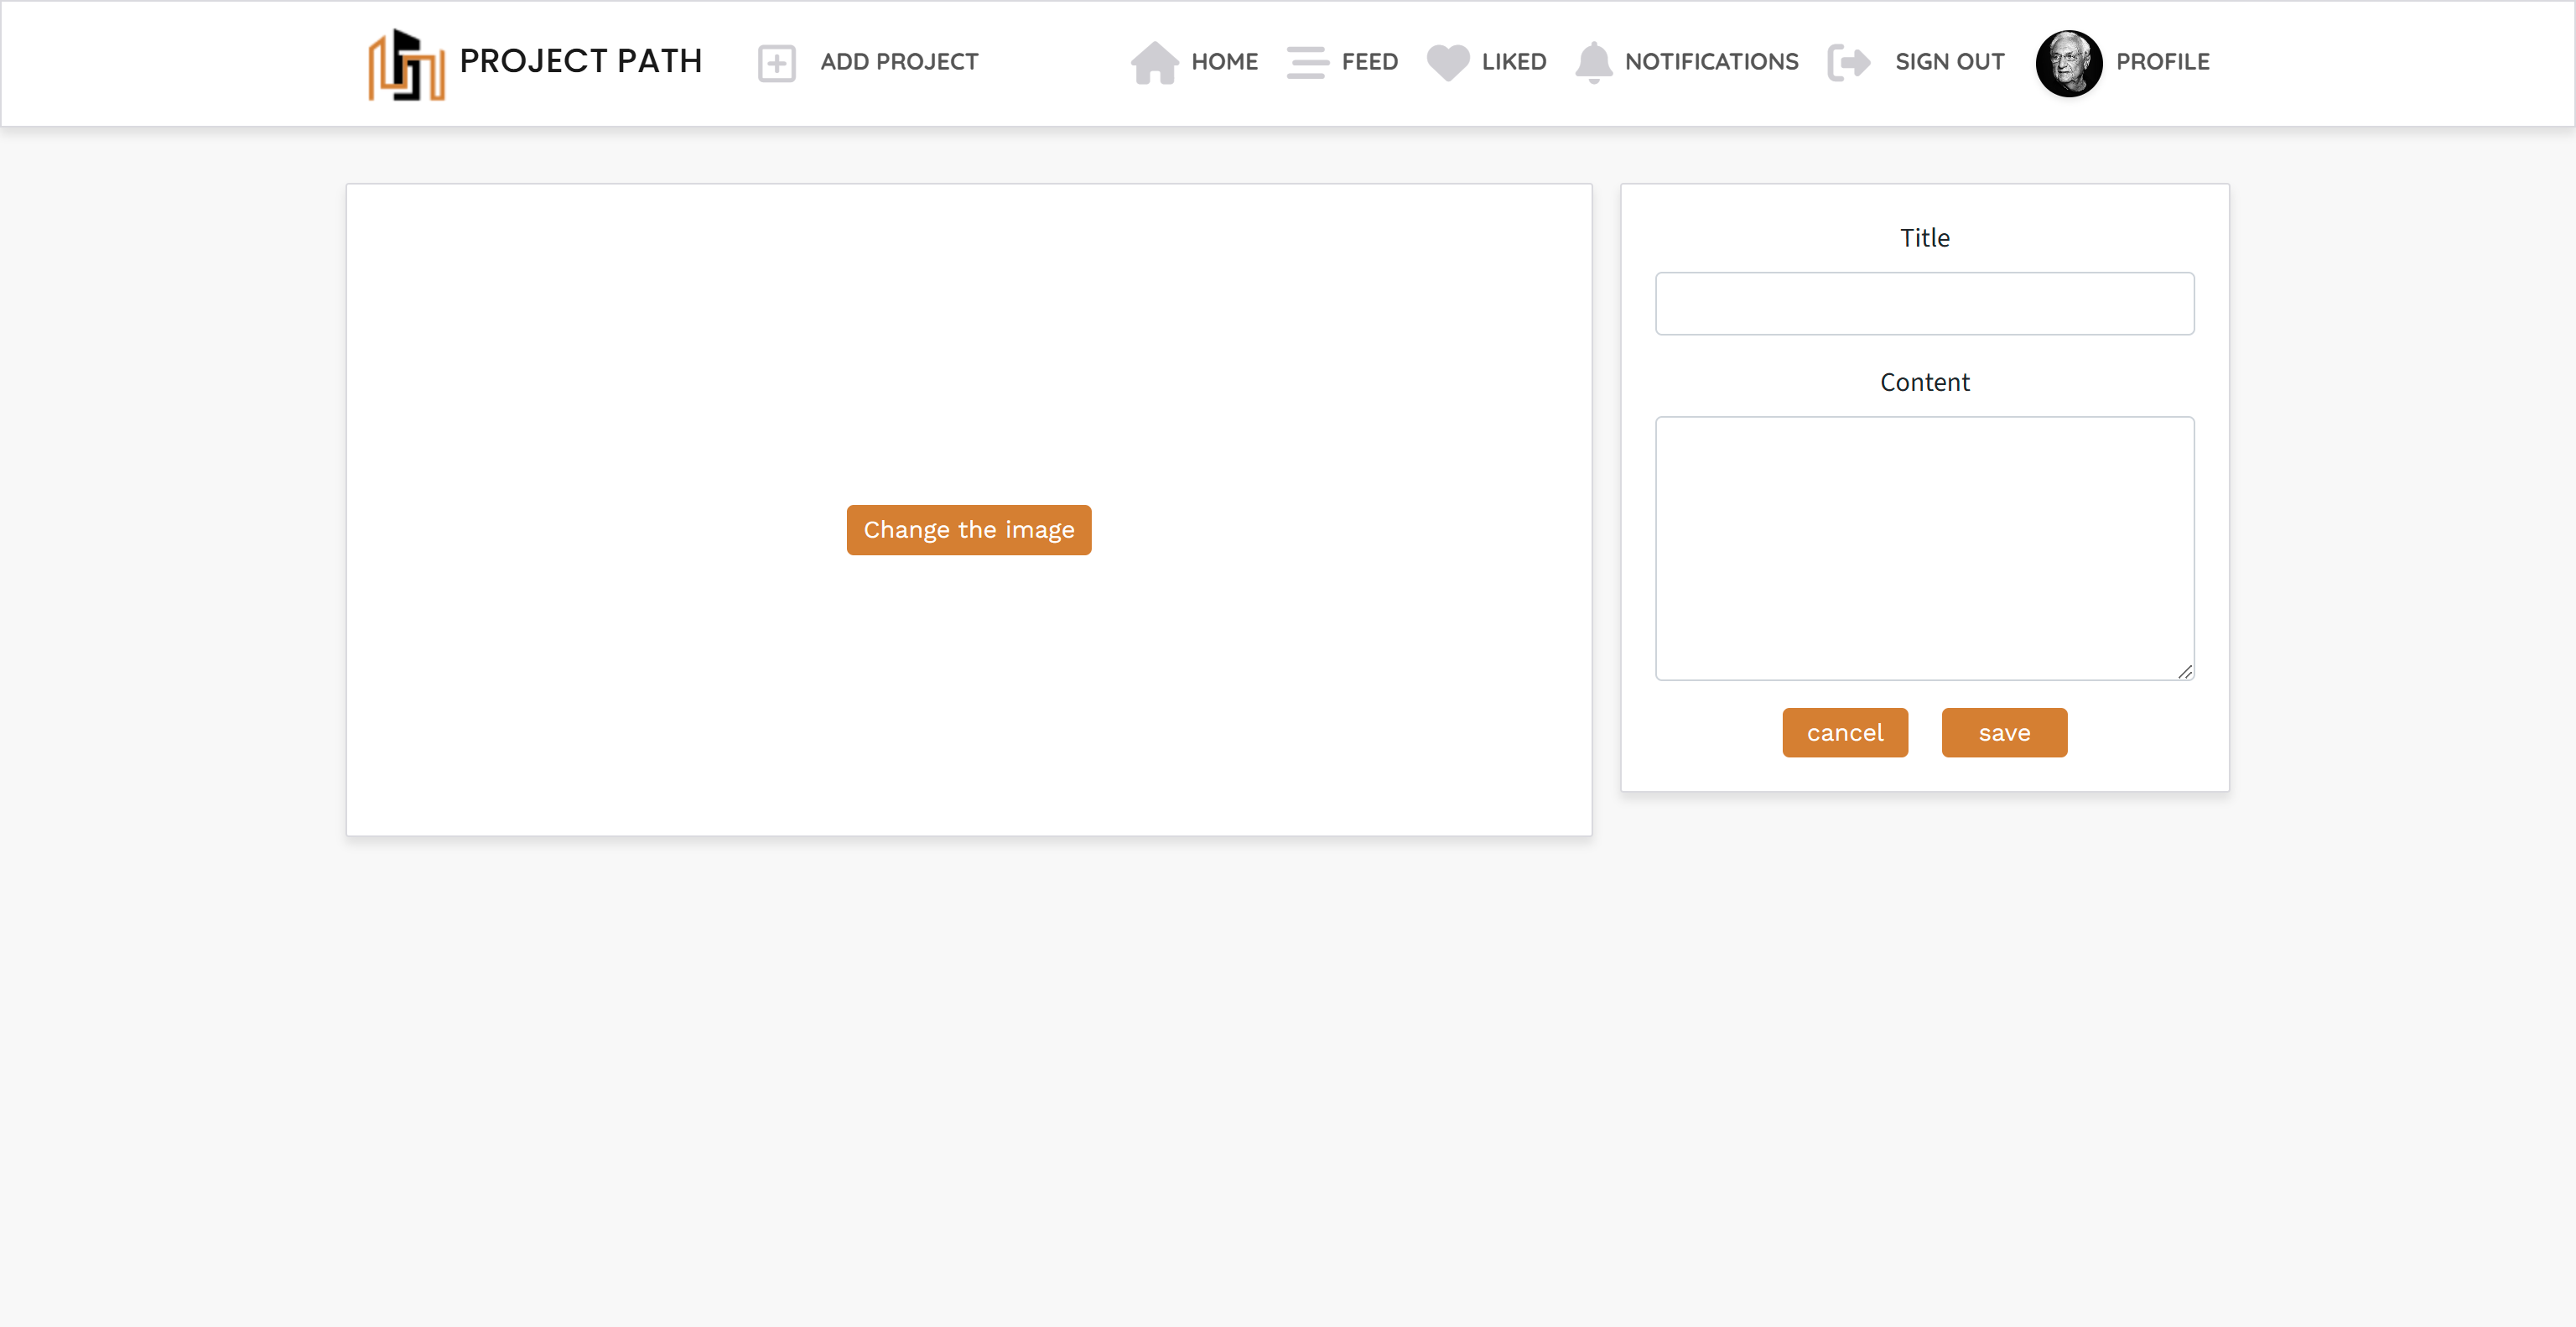 PROJECT PATH ADD PROJECT HOME FEED LIKED NOTIFICATIONS SIGN OUT PROFILE
Title
Content
Change the image
cancel save